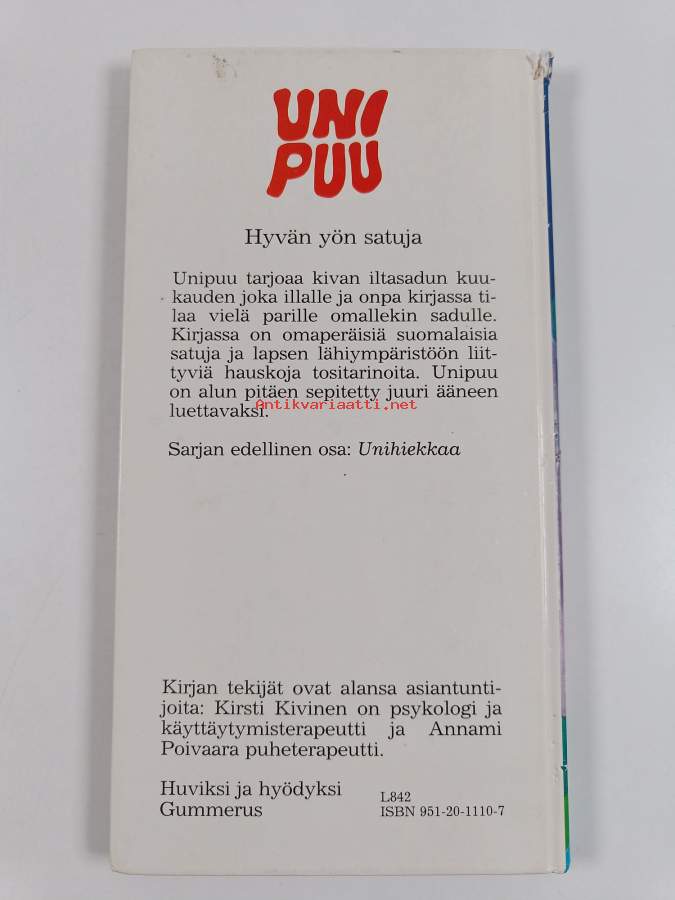 UNI
PUU
Hyvän yön satuja
Unipuu tarjoaa kivan iltasadun kuu-
kauden joka illalle ja onpa kirjassa ti-
laa vielä parille omallekin sadulle.
Kirjassa on omaperäisiä suomalaisia
satuja ja lapsen lähiympäristöön liit-
tyviä hauskoja tositarinoita. Unipuu
on alun pitäen sepitetty juuri ääneen
Antikvariaatti.net
luettavaksi.
Sarjan edellinen osa: Unihiekkaa
Kirjan tekijät ovat alansa asiantunti-
joita: Kirsti Kivinen on psykologi ja
käyttäytymisterapeutti ja Annami
Poivaara puheterapeutti.
Huviksi ja hyödyksi
Gummerus
L842
ISBN 951-20-1110-7